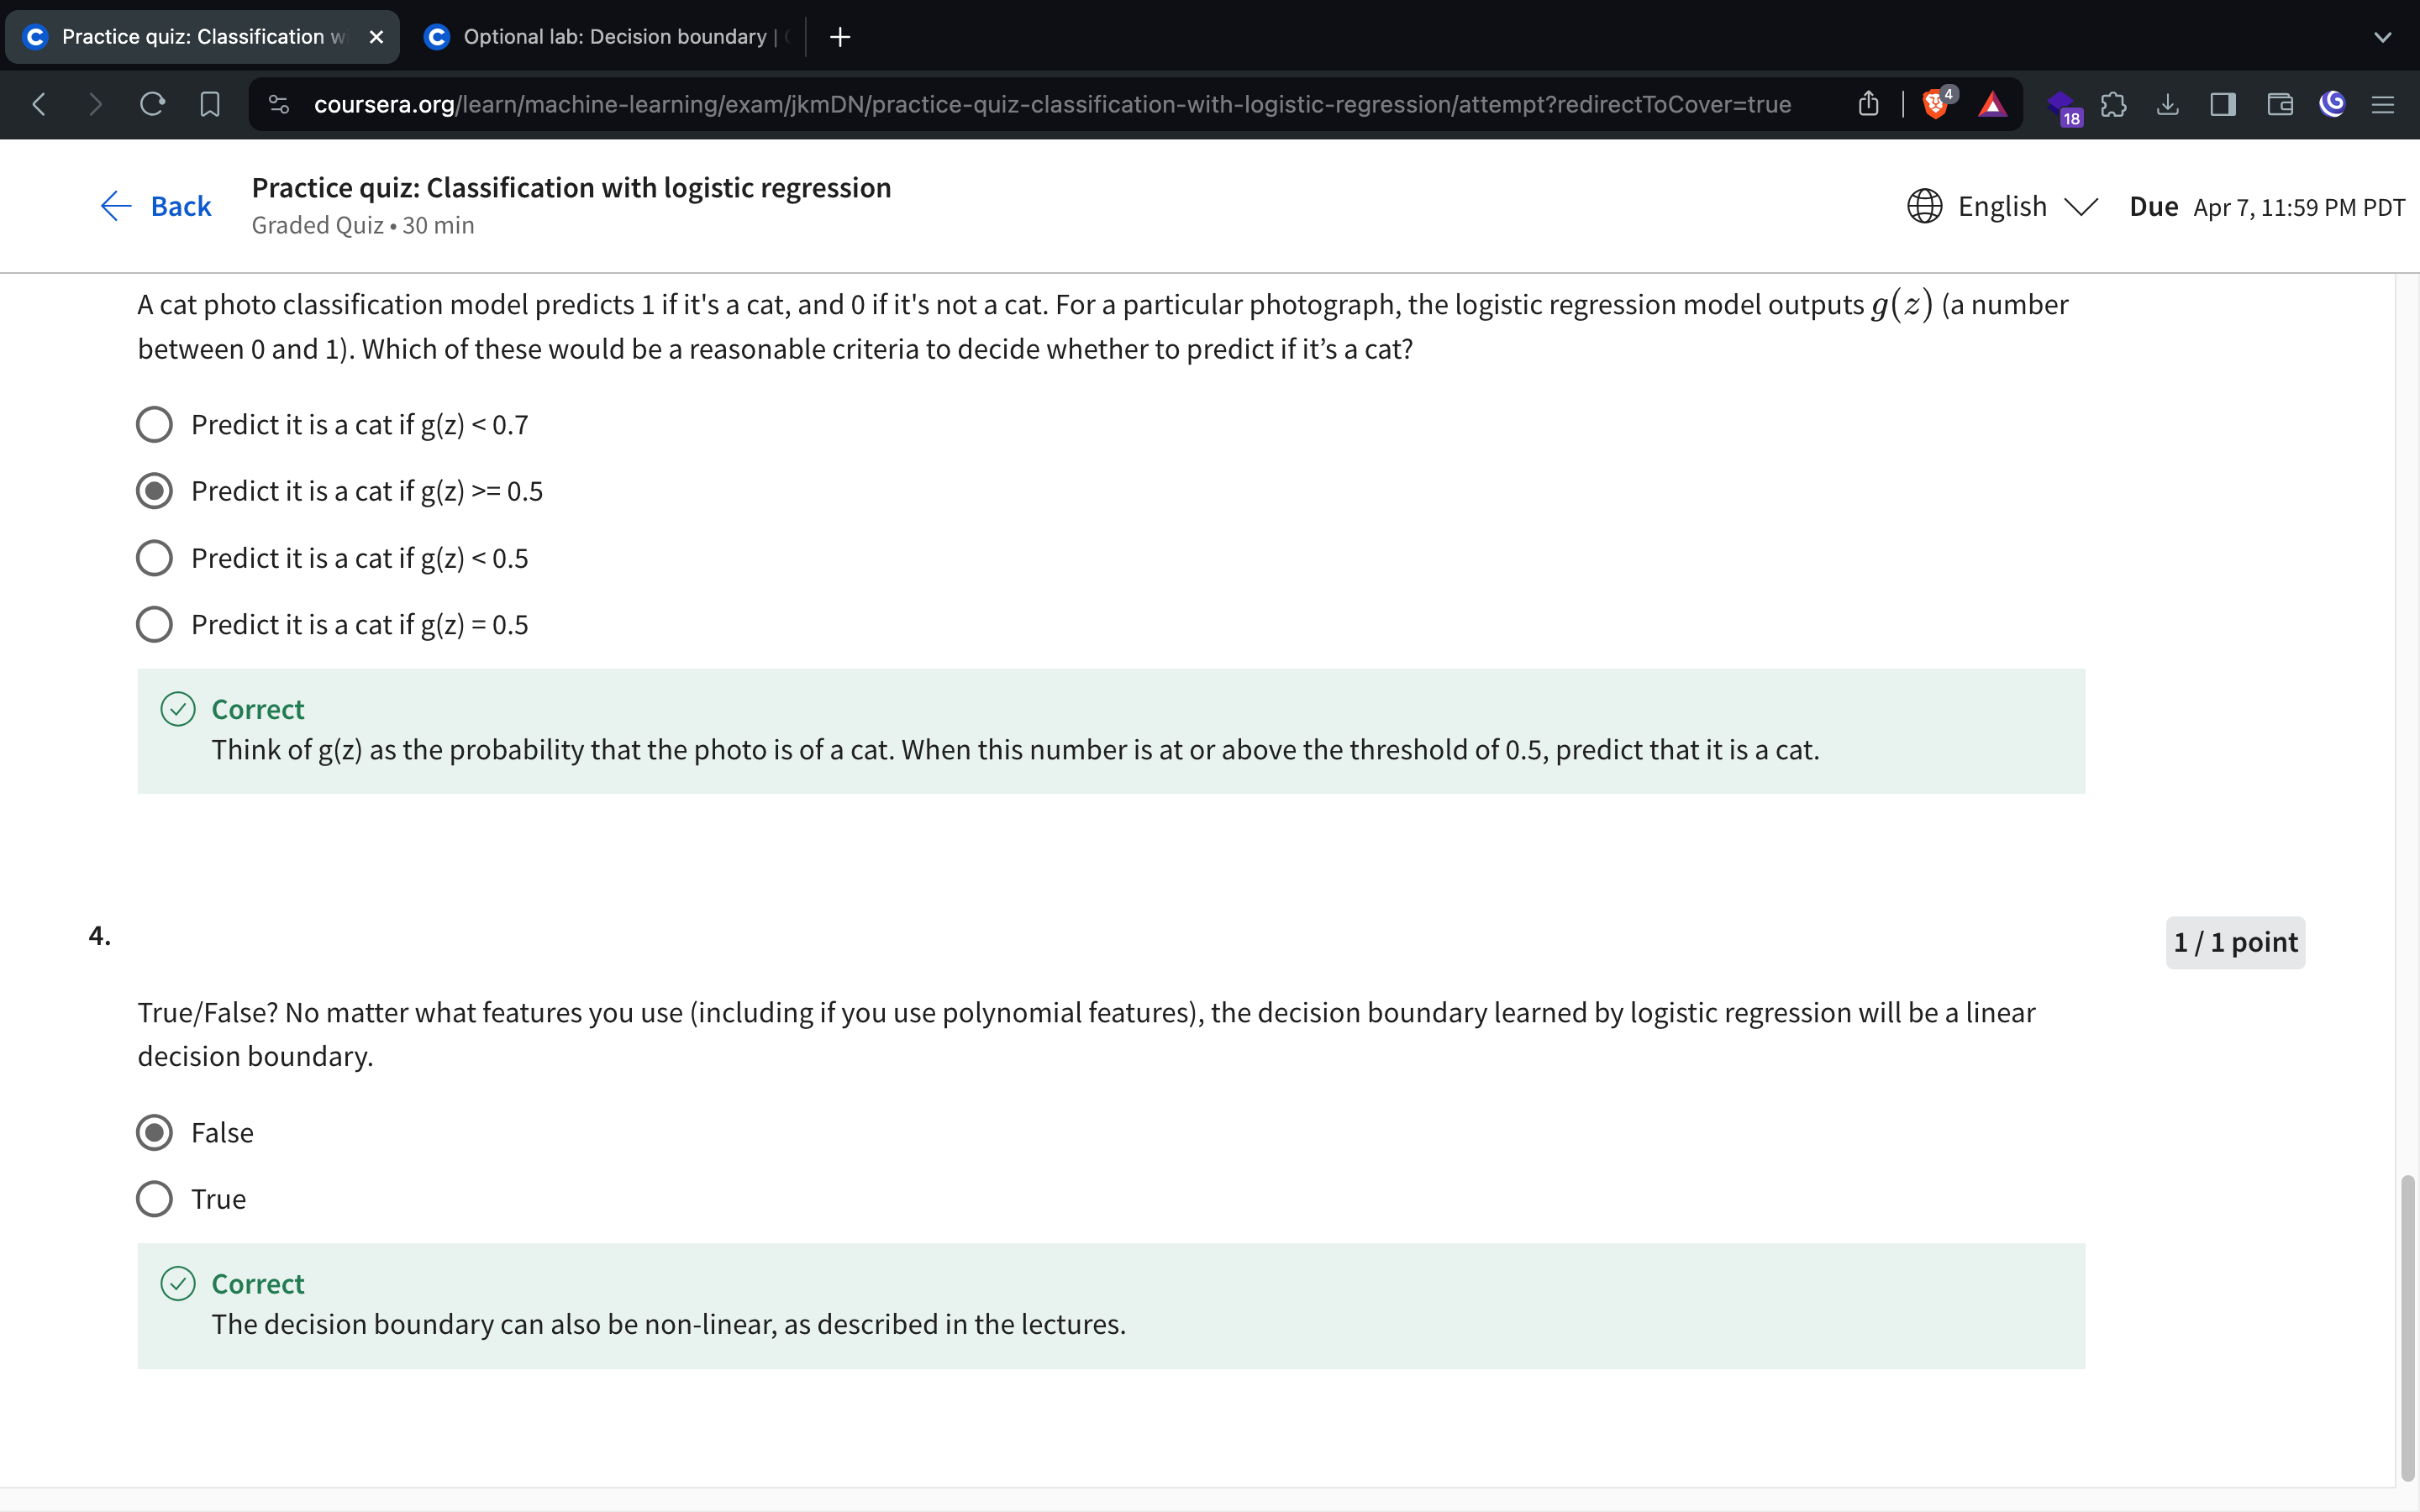 Practice quiz: Classification w
Optional lab: Decision boundary |
coursera.org/learn/machine-learning/exam/jkmDN/practice-quiz-classification-with-logistic-regression/attempt?redirectToCover=true
4
18
Back
Practice quiz: Classification with logistic regression
Graded Quiz • 30 min
English
Due Apr 7, 11:59 PM PDT
A cat photo classification model predicts 1 if it's a cat, and 0 if it's not a cat. For a particular photograph, the logistic regression model outputs g(z) (a number
between 0 and 1). Which of these would be a reasonable criteria to decide whether to predict if it’s a cat?
Predict it is a cat if g(z) < 0.7
Predict it is a cat if g(z) >= 0.5
Predict it is a cat if g(z) < 0.5
Predict it is a cat if g(z) = 0.5
Correct
Think of g(z) as the probability that the photo is of a cat. When this number is at or above the threshold of 0.5, predict that it is a cat.
4.
1 / 1 point
True/False? No matter what features you use (including if you use polynomial features), the decision boundary learned by logistic regression will be a linear
decision boundary.
False
True
Correct
The decision boundary can also be non-linear, as described in the lectures.